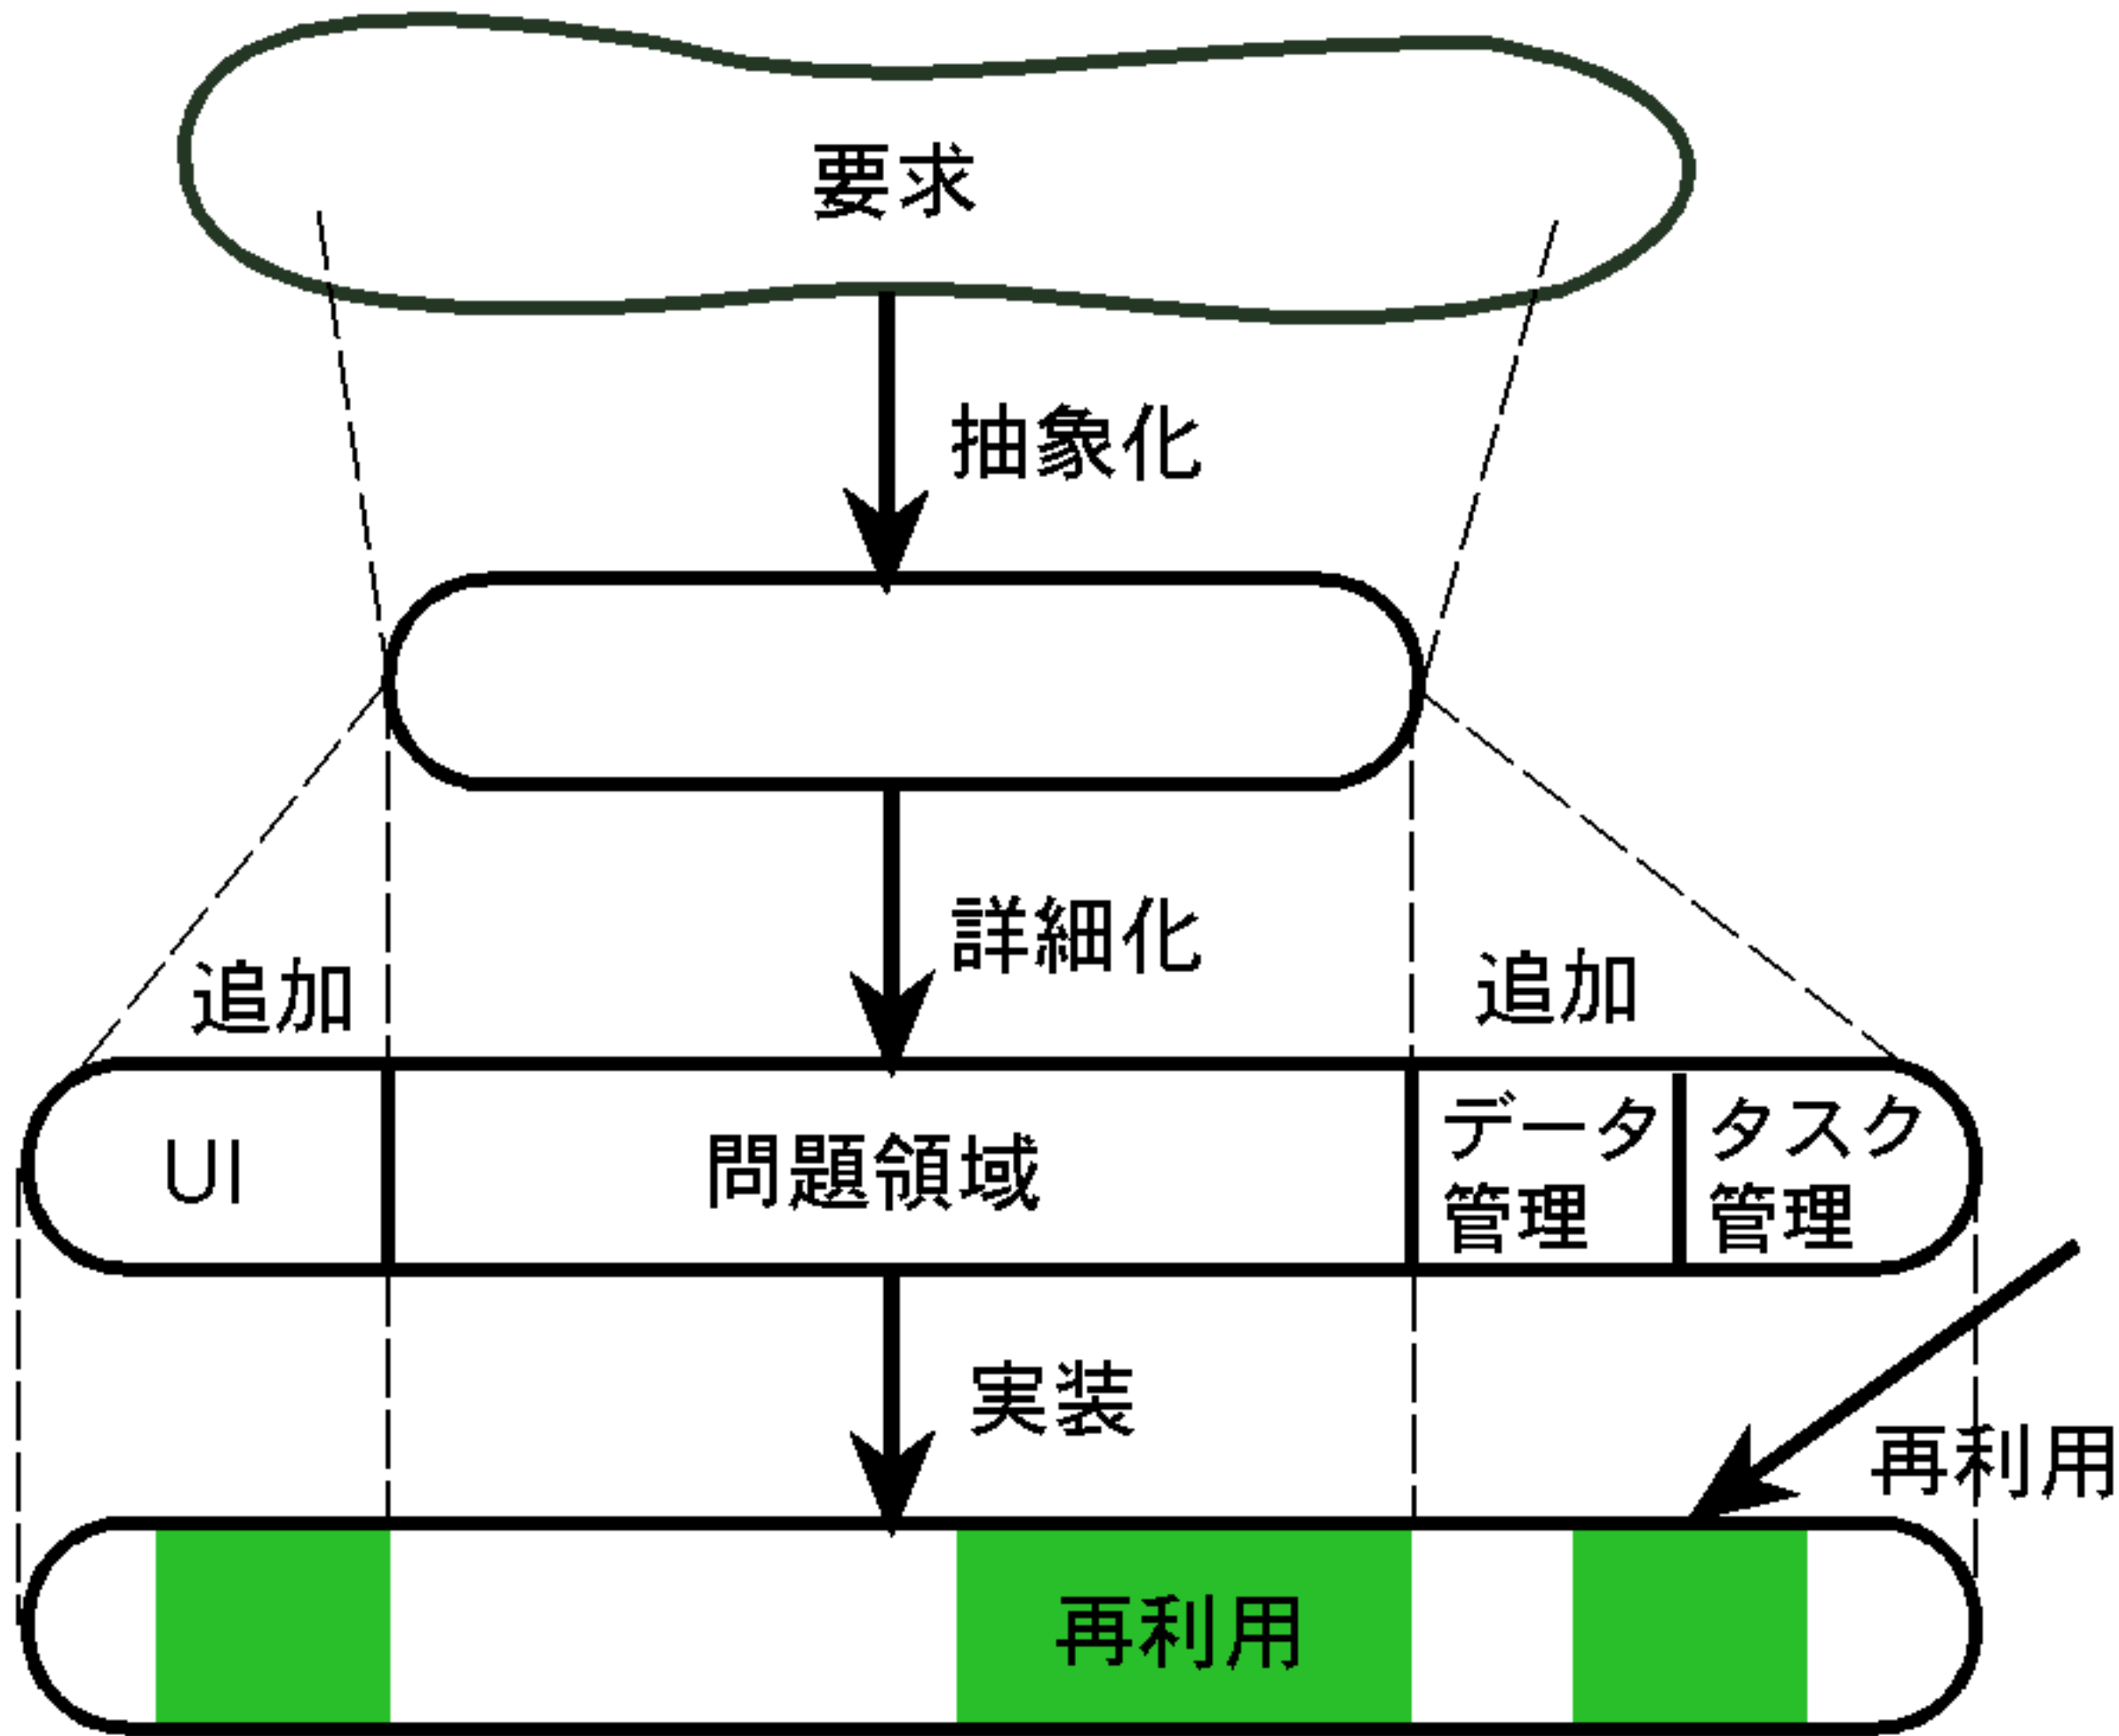 要求
抽象化
詳細化
追加
追加
UI
問題領域
データ
管理
タスク
管理
実装
再利用
再利用